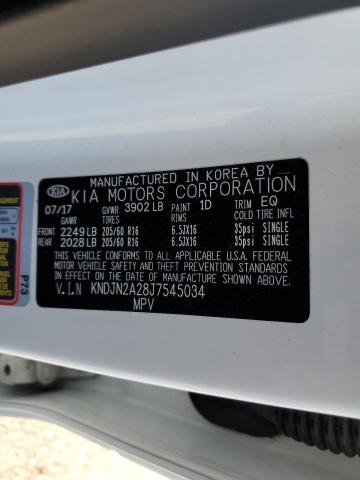 MANUFACTURED IN KOREA BY
KIA KIA MOTORS CORPORATION
07/17 GVWR 3902 LB PAINT 1D TRIM EQ
GAWR TIRES RIMS COLD TIRE INFL
FRONT 2249 LB 205/60 R16 6.5JX16 35psi SINGLE
REAR 2028 LB 205/60 R16 6.5JX16 35psi SINGLE
THIS VEHICLE CONFORMS TO ALL APPLICABLE U.S.A. FEDERAL
MOTOR VEHICLE SAFETY AND THEFT PREVENTION STANDARDS
IN EFFECT ON THE DATE OF MANUFACTURE SHOWN ABOVE.
V.I.N KNDJN2A28J7545034
MPV
P73